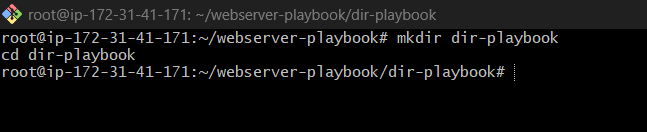 root@ip-172-31-41-171: ~/webserver-playbook/dir-playbook
root@ip-172-31-41-171:~/webserver-playbook# mkdir dir-playbook
cd dir-playbook
root@ip-172-31-41-171:~/webserver-playbook/dir-playbook#